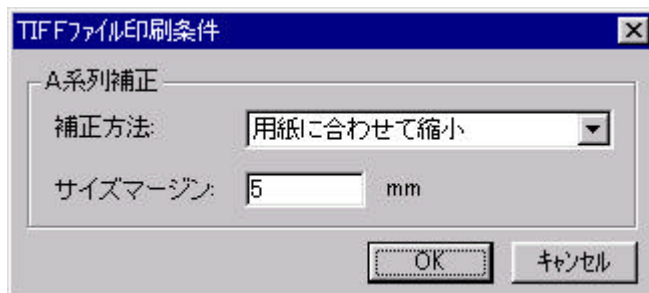 TIFFファイル印刷条件
A系列補正
補正方法: 用紙に合わせて縮小
サイズマージン: 5 mm
OK キャンセル